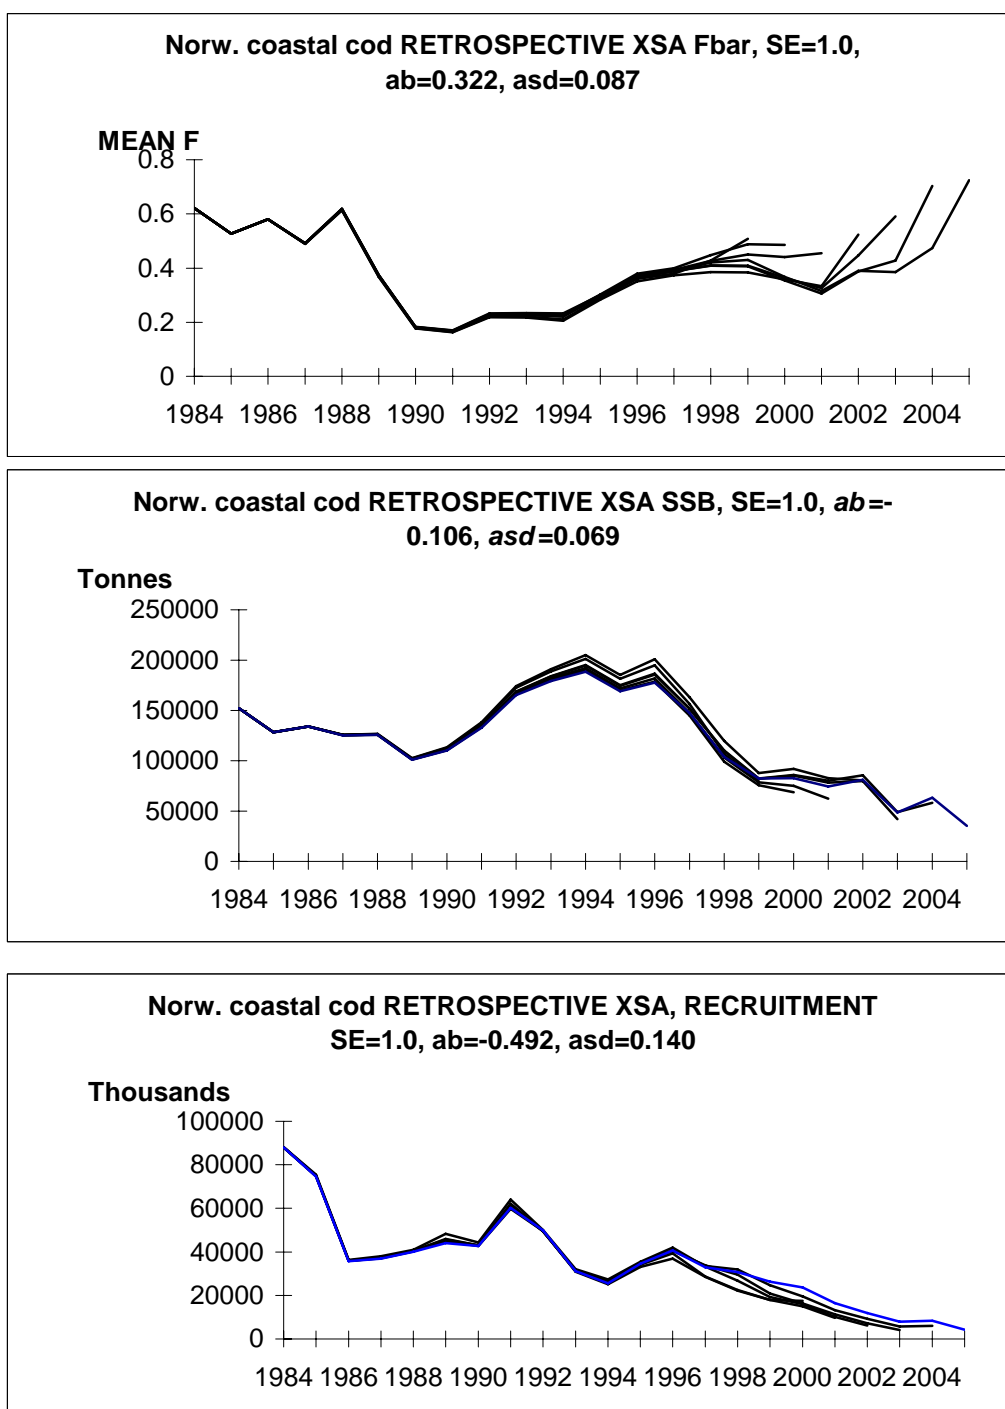 Norw. coastal cod RETROSPECTIVE XSA Fbar, SE=1.0,
ab=0.322, asd=0.087
MEAN F
0.8
0.6
0.4
0.2
0
1984 1986 1988 1990 1992 1994 1996 1998 2000 2002 2004
Norw. coastal cod RETROSPECTIVE XSA SSB, SE=1.0, ab=-
0.106, asd=0.069
Tonnes
250000
200000
150000
100000
50000
0
1984 1986 1988 1990 1992 1994 1996 1998 2000 2002 2004
Norw. coastal cod RETROSPECTIVE XSA, RECRUITMENT
SE=1.0, ab=-0.492, asd=0.140
Thousands
100000
80000
60000
40000
20000
0
1984 1986 1988 1990 1992 1994 1996 1998 2000 2002 2004